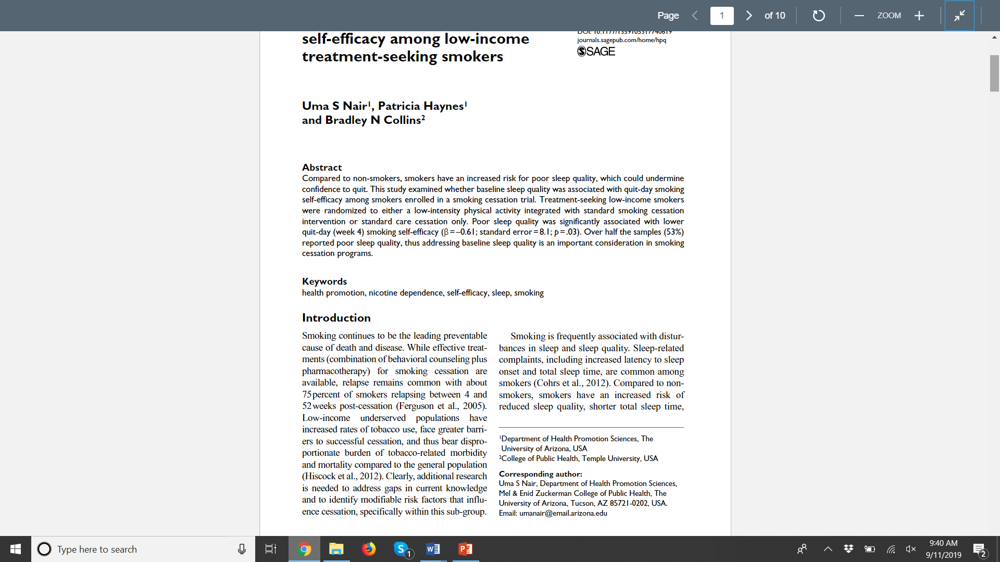 Page 1 of 10 ZOOM
self-efficacy among low-income
treatment-seeking smokers
journals.sagepub.com/home/hpq
SAGE
Uma S Nair¹, Patricia Haynes¹
and Bradley N Collins²
Abstract
Compared to non-smokers, smokers have an increased risk for poor sleep quality, which could undermine
confidence to quit. This study examined whether baseline sleep quality was associated with quit-day smoking
self-efficacy among smokers enrolled in a smoking cessation trial. Treatment-seeking low-income smokers
were randomized to either a low-intensity physical activity integrated with standard smoking cessation
intervention or standard care cessation only. Poor sleep quality was significantly associated with lower
quit-day (week 4) smoking self-efficacy (β=–0.61; standard error=8.1; p=.03). Over half the samples (53%)
reported poor sleep quality, thus addressing baseline sleep quality is an important consideration in smoking
cessation programs.
Keywords
health promotion, nicotine dependence, self-efficacy, sleep, smoking
Introduction
Smoking continues to be the leading preventable
cause of death and disease. While effective treat-
ments (combination of behavioral counseling plus
pharmacotherapy) for smoking cessation are
available, relapse remains common with about
75 percent of smokers relapsing between 4 and
52 weeks post-cessation (Ferguson et al., 2005).
Low-income underserved populations have
increased rates of tobacco use, face greater barri-
ers to successful cessation, and thus bear dispro-
portionate burden of tobacco-related morbidity
and mortality compared to the general population
(Hiscock et al., 2012). Clearly, additional research
is needed to address gaps in current knowledge
and to identify modifiable risk factors that influ-
ence cessation, specifically within this sub-group.
Smoking is frequently associated with distur-
bances in sleep and sleep quality. Sleep-related
complaints, including increased latency to sleep
onset and total sleep time, are common among
smokers (Cohrs et al., 2012). Compared to non-
smokers, smokers have an increased risk of
reduced sleep quality, shorter total sleep time,
¹Department of Health Promotion Sciences, The
University of Arizona, USA
²College of Public Health, Temple University, USA
Corresponding author:
Uma S Nair, Department of Health Promotion Sciences,
Mel & Enid Zuckerman College of Public Health, The
University of Arizona, Tucson, AZ 85721-0202, USA.
Email: umanair@email.arizona.edu
Type here to search
1
9:40 AM
9/11/2019
2